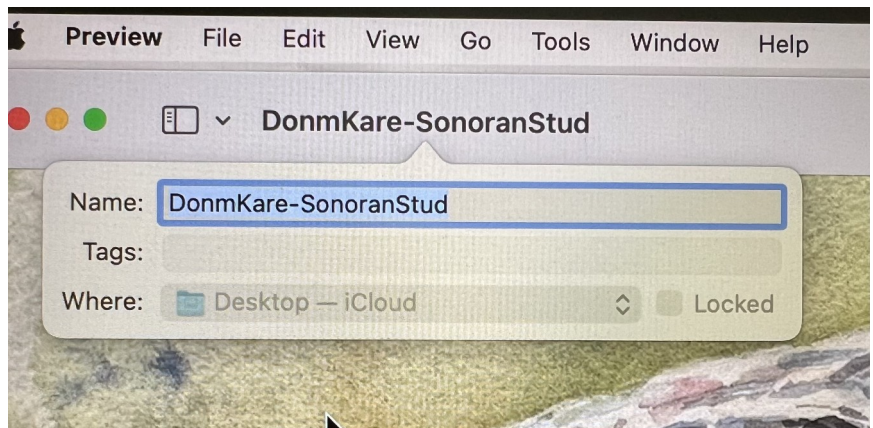 Preview File Edit View Go Tools Window Help
DonmKare-SonoranStud
Name: DonmKare-SonoranStud
Tags:
Where: Desktop — iCloud Locked